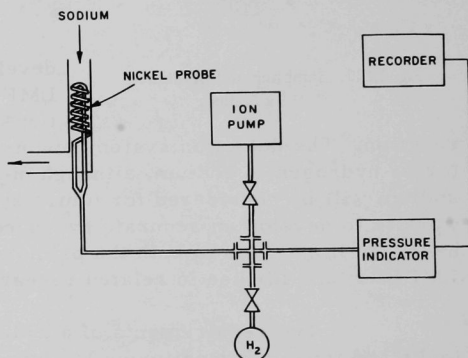 SODIUM
NICKEL PROBE
RECORDER
ION
PUMP
PRESSURE
INDICATOR
H₂